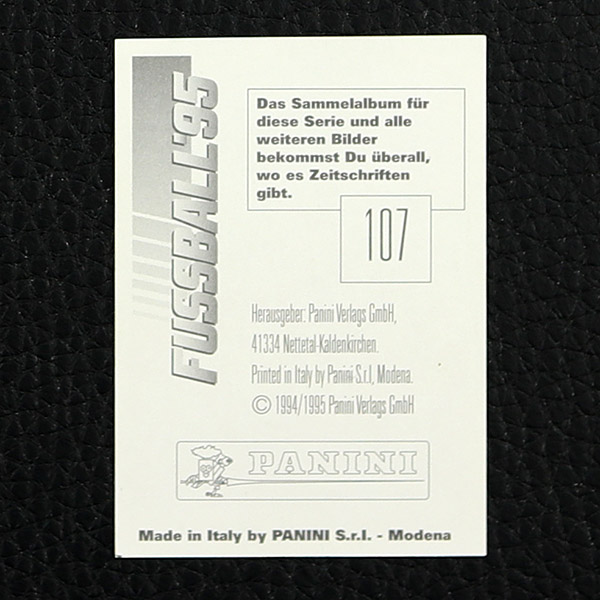 FUSSBALL'95
Das Sammelalbum für
diese Serie und alle
weiteren Bilder
bekommst Du überall,
wo es Zeitschriften
gibt.
107
Herausgeber: Panini Verlags GmbH,
41334 Nettetal-Kaldenkirchen.
Printed in Italy by Panini S.r.l, Modena.
© 1994/1995 Panini Verlags GmbH
PANINI
Made in Italy by PANINI S.r.l. - Modena